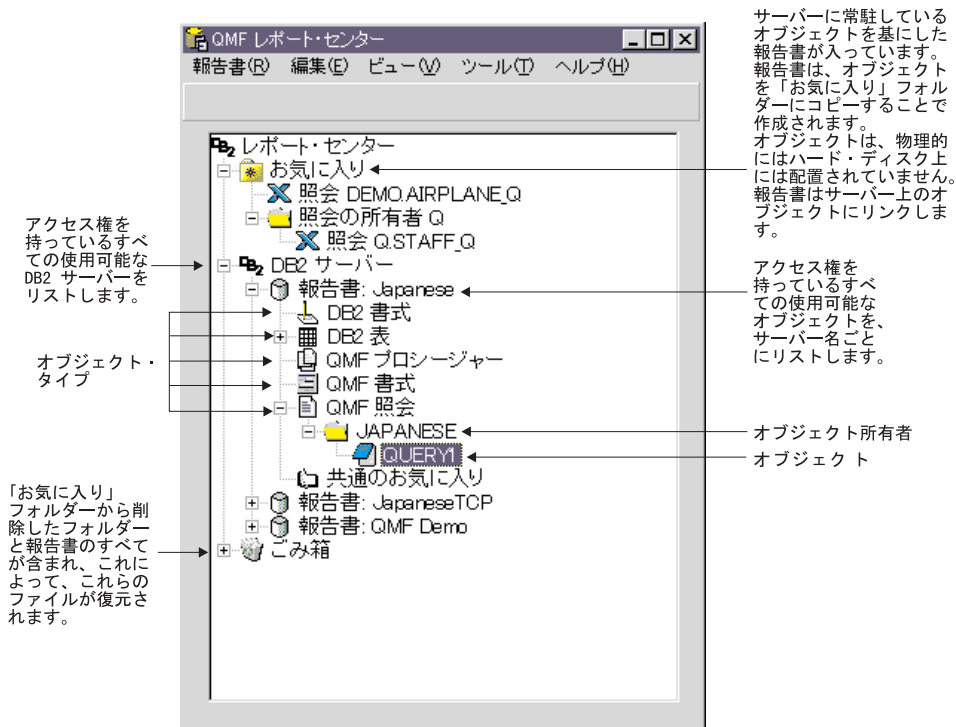 QMF レポート・センター
報告書(R) 編集(E) ビュー(V) ツール(T) ヘルプ(H)
DB2 レポート・センター
お気に入り
照会 DEMO.AIRPLANE_Q
照会の所有者 Q
照会 Q.STAFF_Q
DB2 DB2 サーバー
報告書: Japanese
DB2 書式
DB2 表
QMF プロシージャー
QMF 書式
QMF 照会
JAPANESE
QUERY1
共通のお気に入り
報告書: JapaneseTCP
報告書: QMF Demo
ごみ箱
アクセス権を
持っているすべ
ての使用可能な
DB2 サーバーを
リストします。
オブジェクト・
タイプ
「お気に入り」
フォルダーから削
除したフォルダー
と報告書のすべて
が含まれ、これに
よって、これらの
ファイルが復元さ
れます。
サーバーに常駐している
オブジェクトを基にした
報告書が入っています。
報告書は、オブジェクト
を「お気に入り」フォル
ダーにコピーすることで
作成されます。
オブジェクトは、物理的
にはハード・ディスク上
には配置されていません。
報告書はサーバー上のオ
ブジェクトにリンクしま
す。
アクセス権を
持っているすべ
ての使用可能な
オブジェクトを、
サーバー名ごと
にリストします。
オブジェクト所有者
オブジェクト